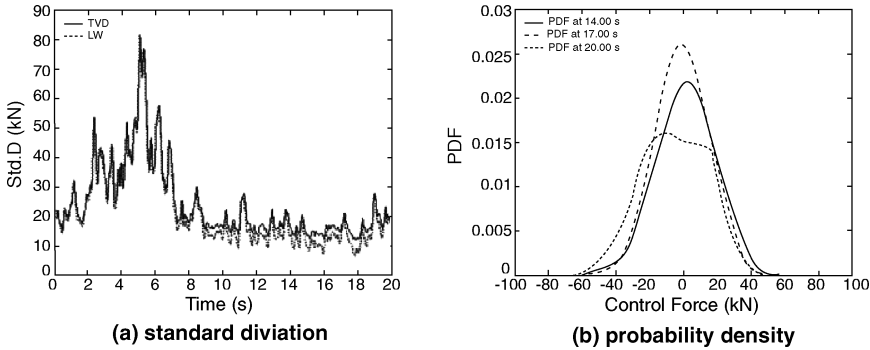 90
80
70
60
50
40
30
20
10
0
Std.D (kN)
TVD
LW
0 2 4 6 8 10 12 14 16 18 20
Time (s)
(a) standard diviation
0.03
0.025
0.02
0.015
0.01
0.005
0
PDF
PDF at 14.00 s
PDF at 17.00 s
PDF at 20.00 s
-100 -80 -60 -40 -20 0 20 40 60 80 100
Control Force (kN)
(b) probability density